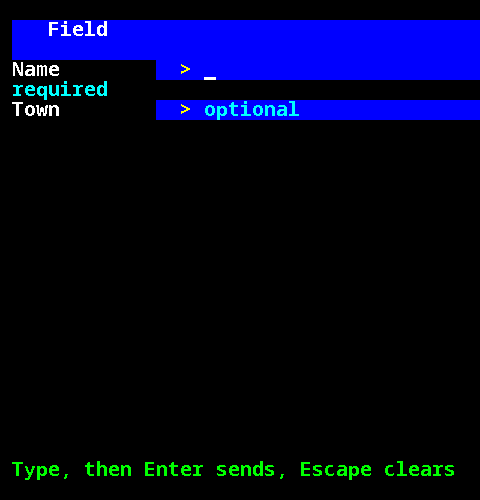 Field
Name > _
required
Town > optional
Type, then Enter sends, Escape clears